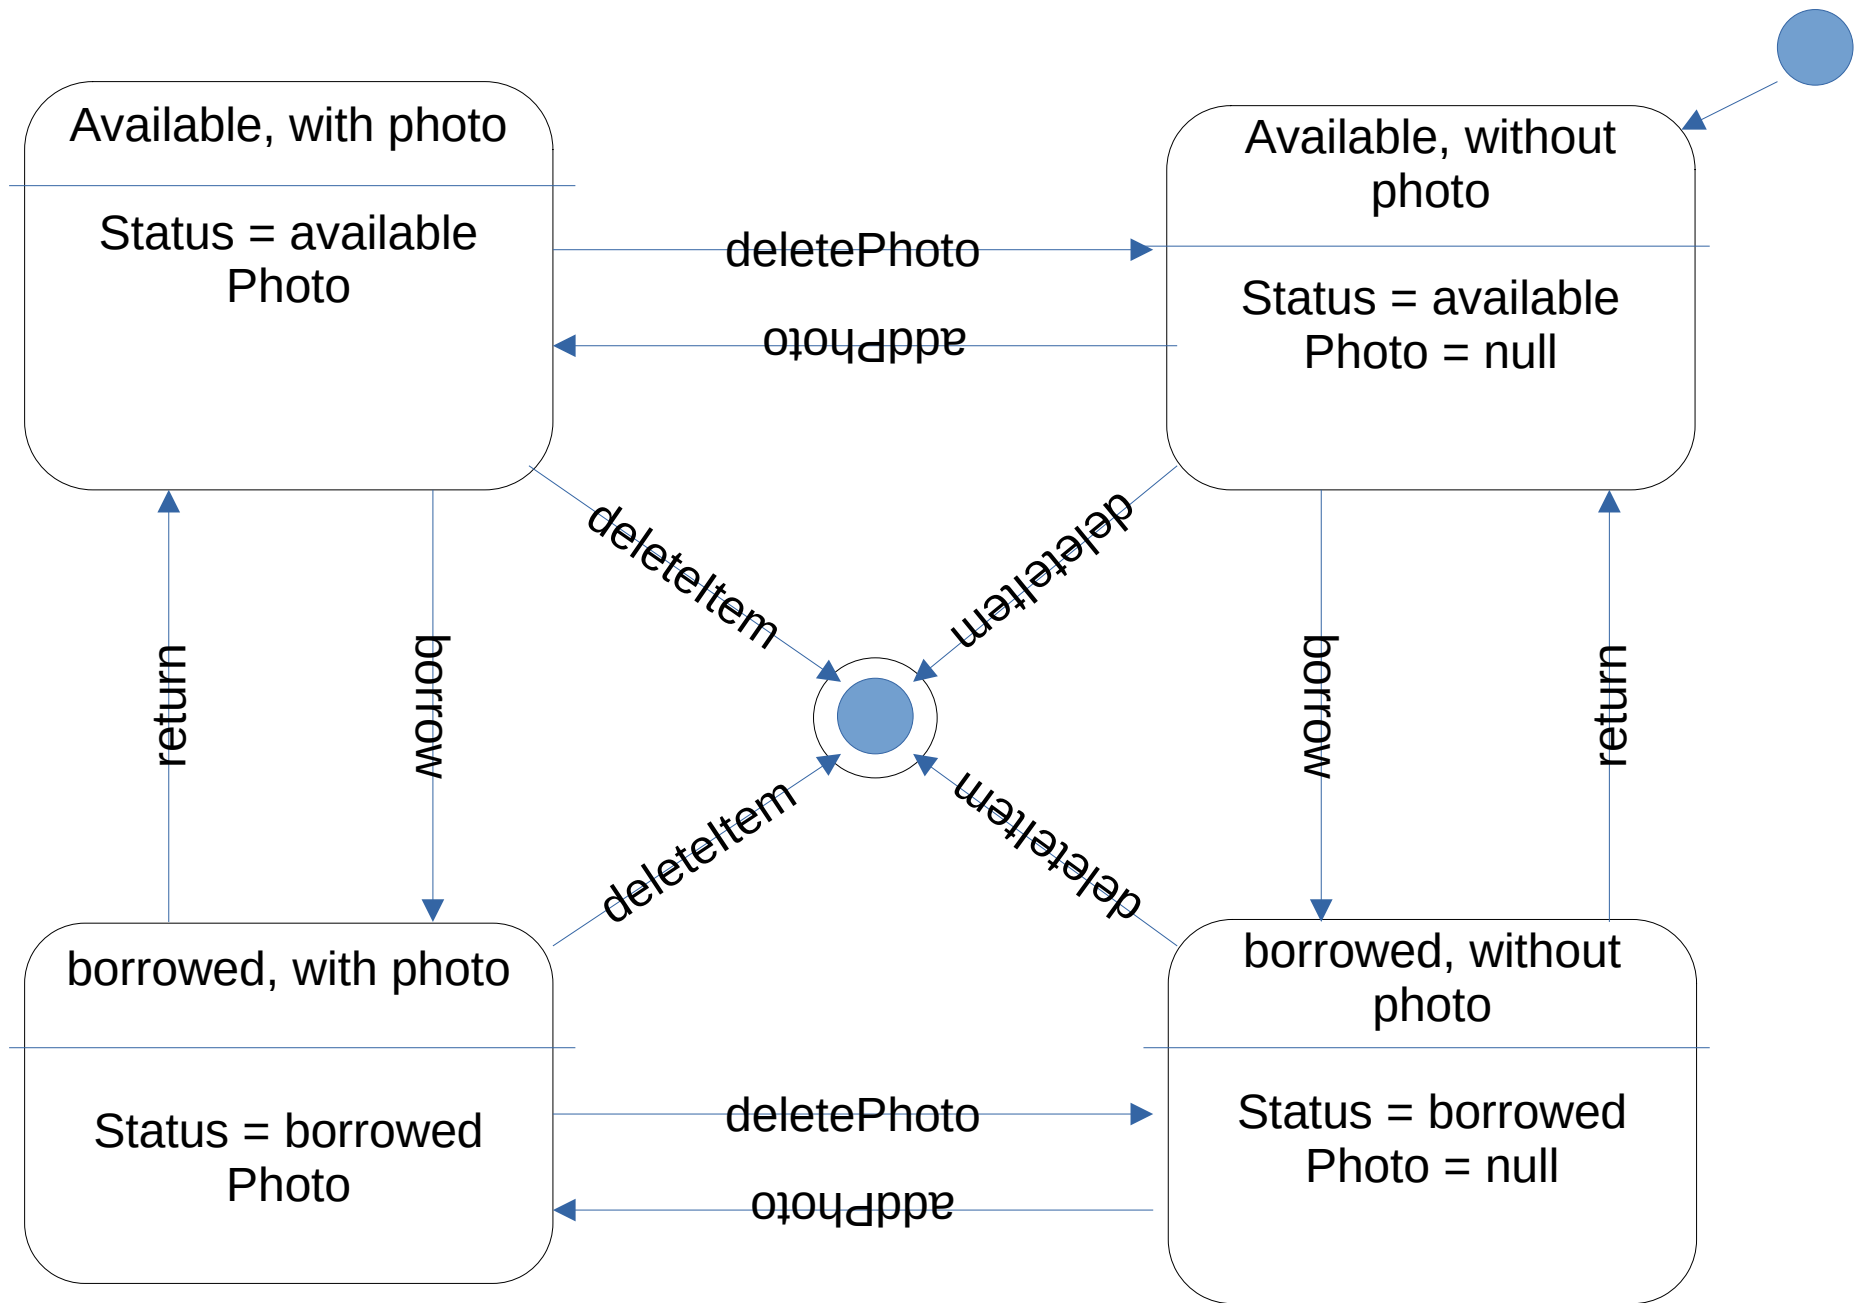 Available, with photo
Status = available
Photo
Available, without
photo
Status = available
Photo = null
deletePhoto
addPhoto
deleteItem
deleteItem
return
borrow
borrow
return
deleteItem
deleteItem
borrowed, with photo
Status = borrowed
Photo
borrowed, without
photo
Status = borrowed
Photo = null
deletePhoto
addPhoto